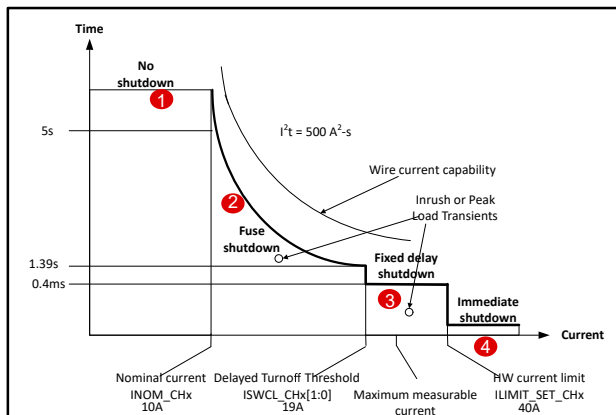 Time
No
shutdown
1
5s
I²t = 500 A²-s
Wire current capability
Inrush or Peak
Load Transients
2
Fuse
shutdown
1.39s
Fixed delay
shutdown
0.4ms
3
Immediate
shutdown
4
Current
Nominal current
INOM_CHx
10A
Delayed Turnoff Threshold
ISWCL_CHx[1:0]
19A
Maximum measurable
current
HW current limit
ILIMIT_SET_CHx
40A